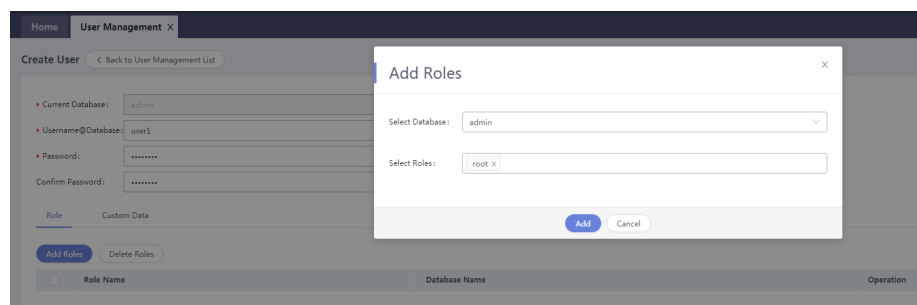 Home User Management X
Create User < Back to User Management List
Add Roles X
* Current Database: admin
Select Database: admin
* Username@Database: user1
* Password: ••••••••
Select Roles: root x
Confirm Password: ••••••••
Role Custom Data
Add Cancel
Add Roles Delete Roles
Role Name Database Name Operation